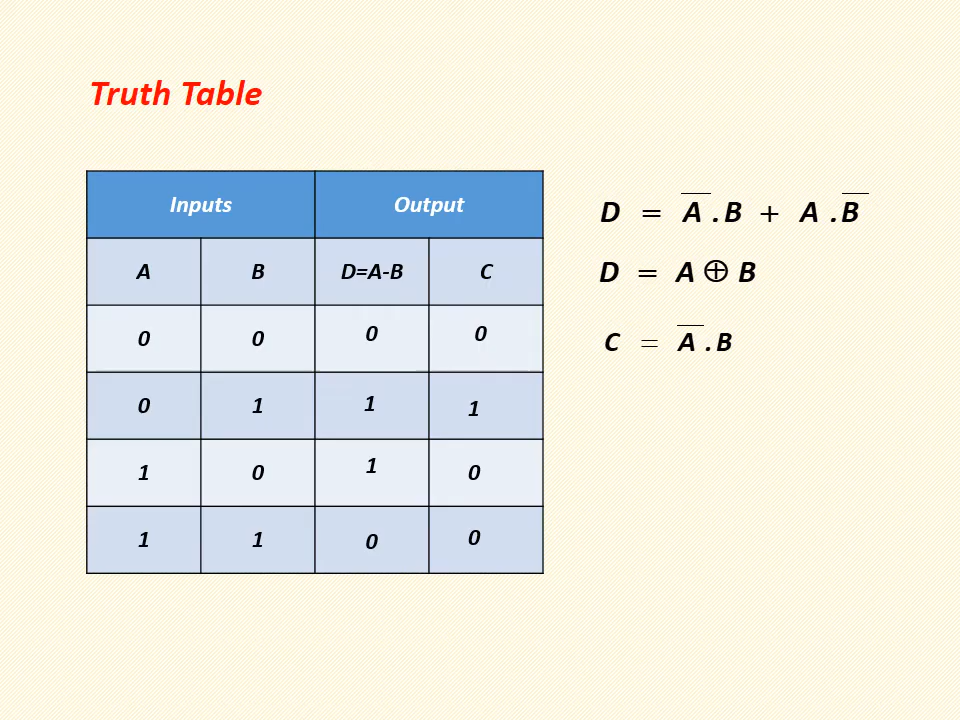 Truth Table
Inputs Output
A B D=A-B C
0 0 0 0
0 1 1 1
1 0 1 0
1 1 0 0
D = A̅ . B + A . B̅
D = A ⊕ B
C = A̅ . B